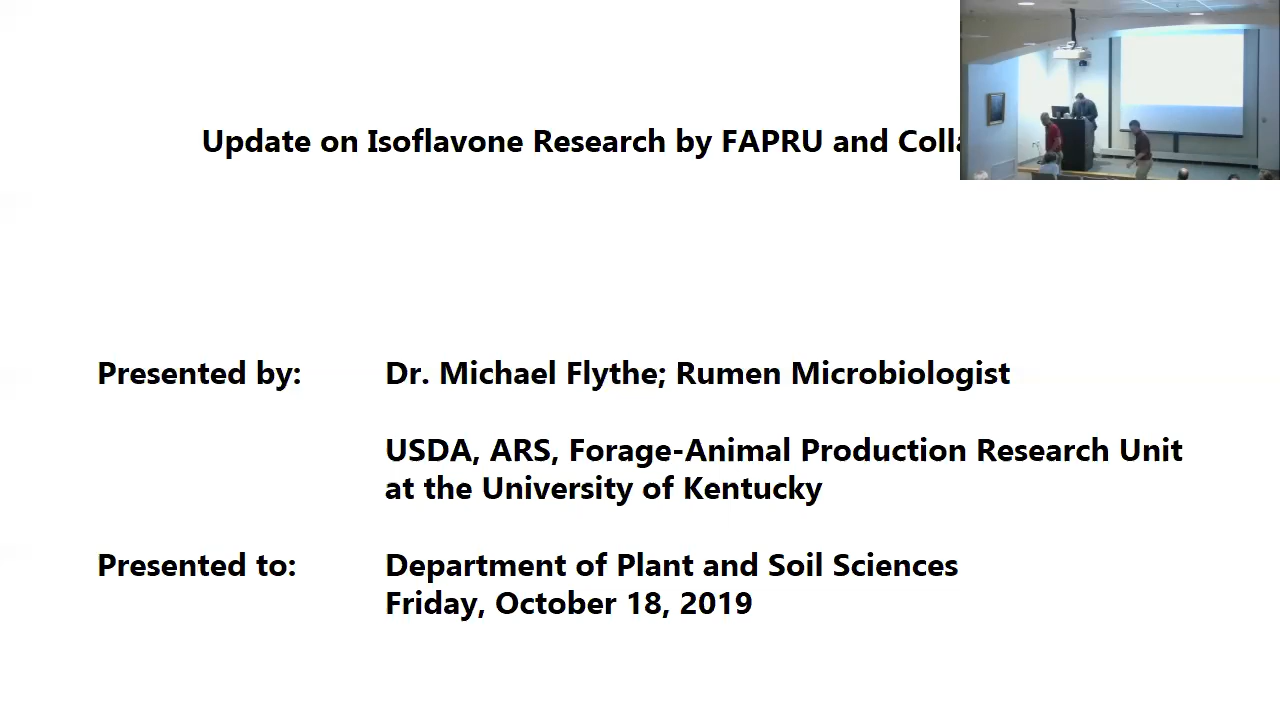 Update on Isoflavone Research by FAPRU and
Presented by: Dr. Michael Flythe; Rumen Microbiologist
USDA, ARS, Forage-Animal Production Research Unit
at the University of Kentucky
Presented to: Department of Plant and Soil Sciences
Friday, October 18, 2019